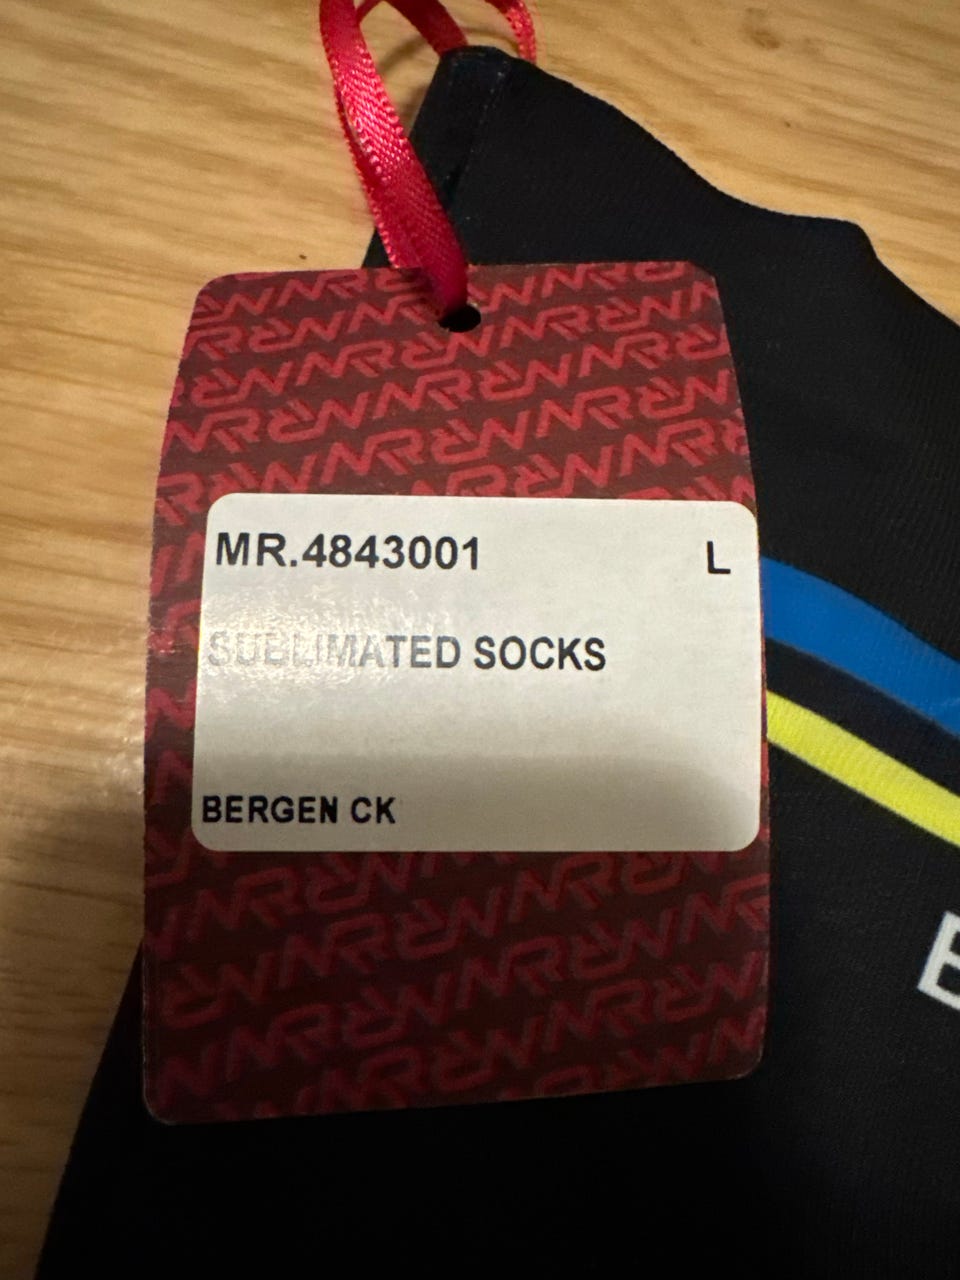 MR.4843001 L
SUBLIMATED SOCKS
BERGEN CK